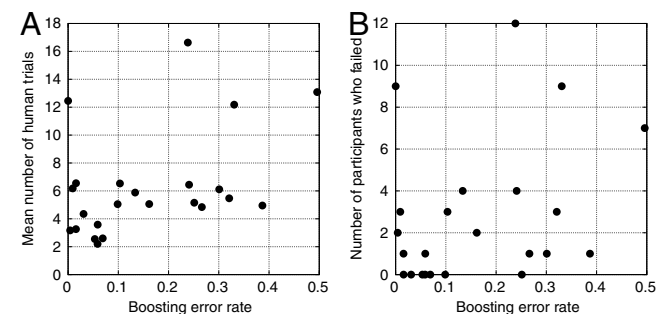 A
18
16
14
12
10
8
6
4
2
0
Mean number of human trials
0 0.1 0.2 0.3 0.4 0.5
Boosting error rate
B
12
10
8
6
4
2
0
Number of participants who failed
0 0.1 0.2 0.3 0.4 0.5
Boosting error rate